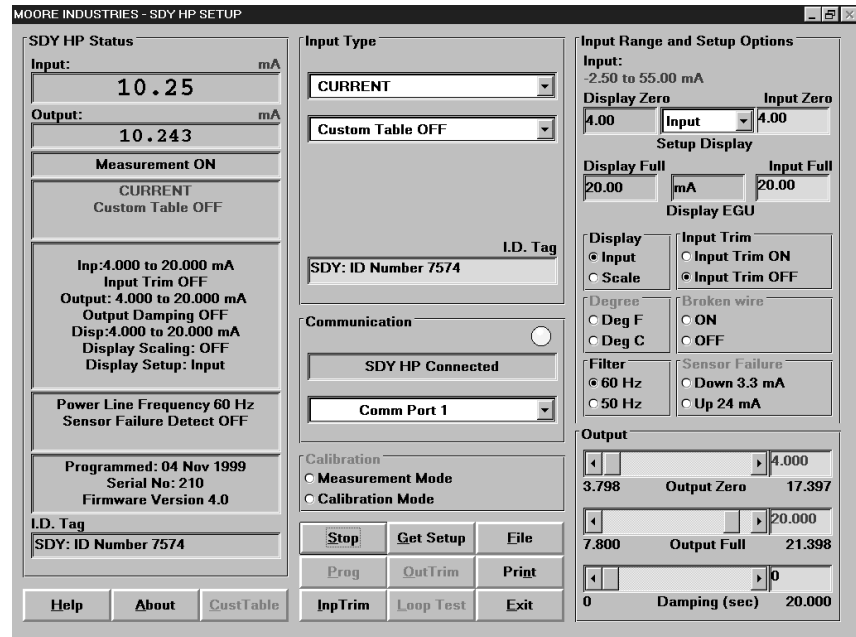 MOORE INDUSTRIES - SDY HP SETUP
SDY HP Status
Input: mA
10.25
Output: mA
10.243
Measurement ON
CURRENT
Custom Table OFF
Inp:4.000 to 20.000 mA
Input Trim OFF
Output: 4.000 to 20.000 mA
Output Damping OFF
Disp:4.000 to 20.000 mA
Display Scaling: OFF
Display Setup: Input
Power Line Frequency 60 Hz
Sensor Failure Detect OFF
Programmed: 04 Nov 1999
Serial No: 210
Firmware Version 4.0
I.D. Tag
SDY: ID Number 7574
Help About CustTable
Input Type
CURRENT
Custom Table OFF
I.D. Tag
SDY: ID Number 7574
Communication
SDY HP Connected
Comm Port 1
Calibration
Measurement Mode
Calibration Mode
Stop Get Setup File
Prog OutTrim Print
InpTrim Loop Test Exit
Input Range and Setup Options
Input:
-2.50 to 55.00 mA
Display Zero Input Zero
4.00 Input 4.00
Setup Display
Display Full Input Full
20.00 mA 20.00
Display EGU
Display Input Trim
Input Input Trim ON
Scale Input Trim OFF
Degree Broken wire
Deg F ON
Deg C OFF
Filter Sensor Failure
60 Hz Down 3.3 mA
50 Hz Up 24 mA
Output
4.000
3.798 Output Zero 17.397
20.000
7.800 Output Full 21.398
0
0 Damping (sec) 20.000